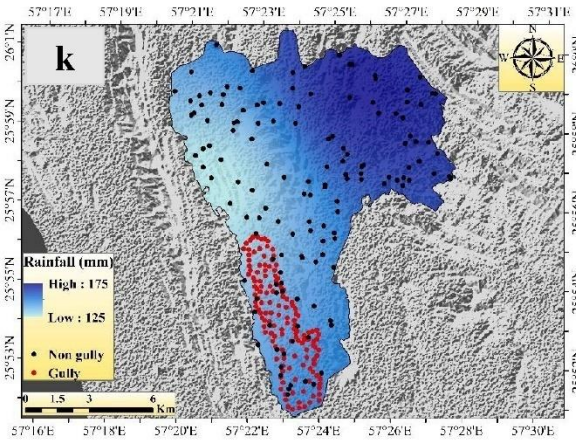 57°17'E 57°19'E 57°21'E 57°23'E 57°25'E 57°27'E 57°29'E 57°31'E
k
N
W E
S
26°1'N
25°59'N
25°57'N
25°55'N
25°53'N
Rainfall (mm)
High : 175
Low : 125
Non gully
Gully
0 1.5 3 6
Km
57°16'E 57°18'E 57°20'E 57°22'E 57°24'E 57°26'E 57°28'E 57°30'E